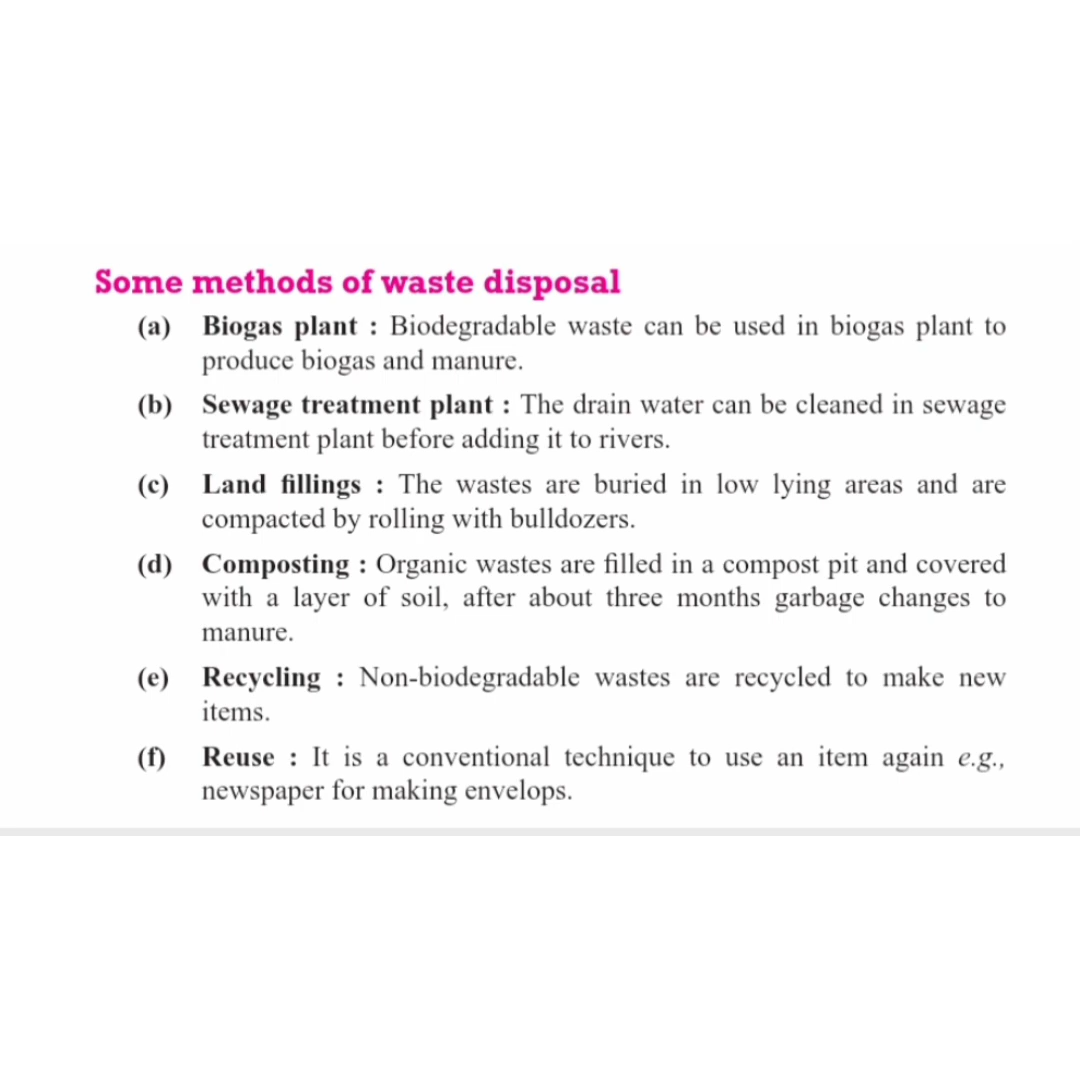 Some methods of waste disposal
(a) Biogas plant : Biodegradable waste can be used in biogas plant to
produce biogas and manure.
(b) Sewage treatment plant : The drain water can be cleaned in sewage
treatment plant before adding it to rivers.
(c) Land fillings : The wastes are buried in low lying areas and are
compacted by rolling with bulldozers.
(d) Composting : Organic wastes are filled in a compost pit and covered
with a layer of soil, after about three months garbage changes to
manure.
(e) Recycling : Non-biodegradable wastes are recycled to make new
items.
(f) Reuse : It is a conventional technique to use an item again e.g.,
newspaper for making envelops.